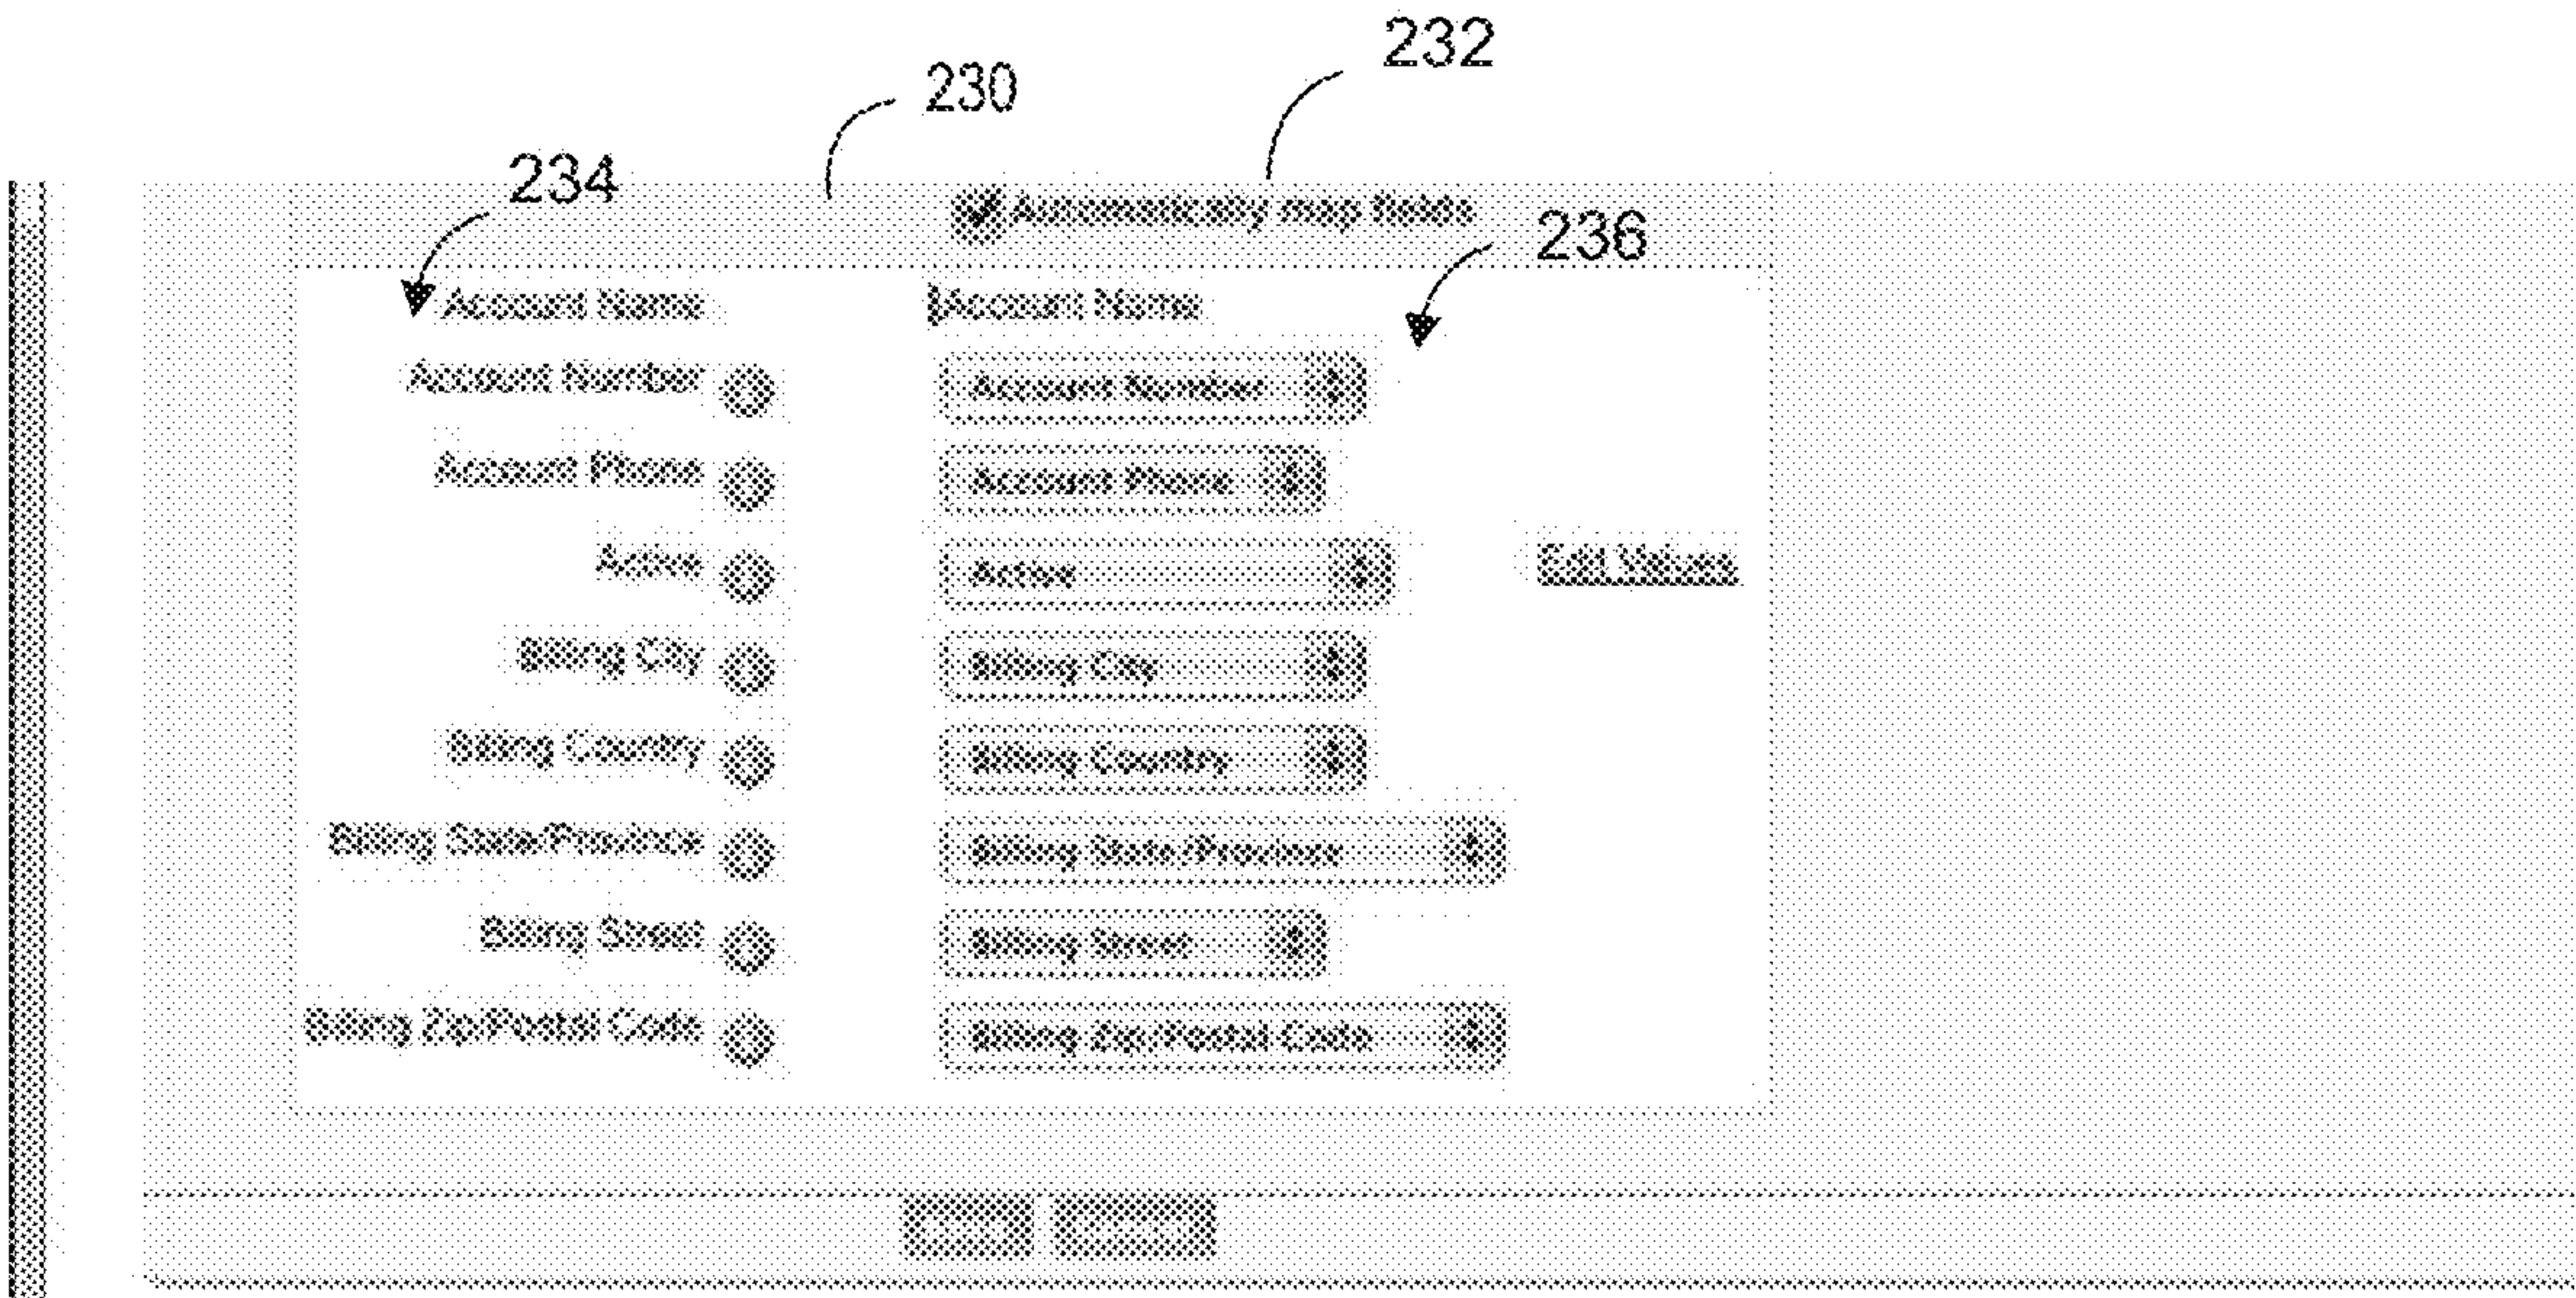 232
230
234
Automatically map fields
236
Account Name Account Name
Account Number Account Number
Account Phone Account Phone
Active Active Edit Values
Billing City Billing City
Billing Country Billing Country
Billing State/Province Billing State/Province
Billing Street Billing Street
Billing Zip/Postal Code Billing Zip/Postal Code